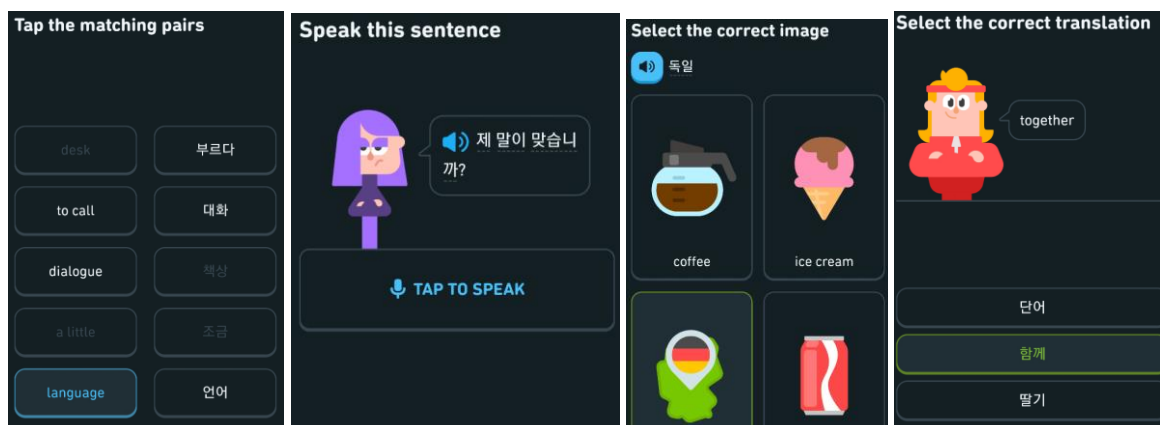 Tap the matching pairs
desk
부르다
to call
대화
dialogue
책상
a little
조금
language
언어
Speak this sentence
제 말이 맞습니
까?
TAP TO SPEAK
Select the correct image
독일
coffee
ice cream
Select the correct translation
together
단어
함께
딸기